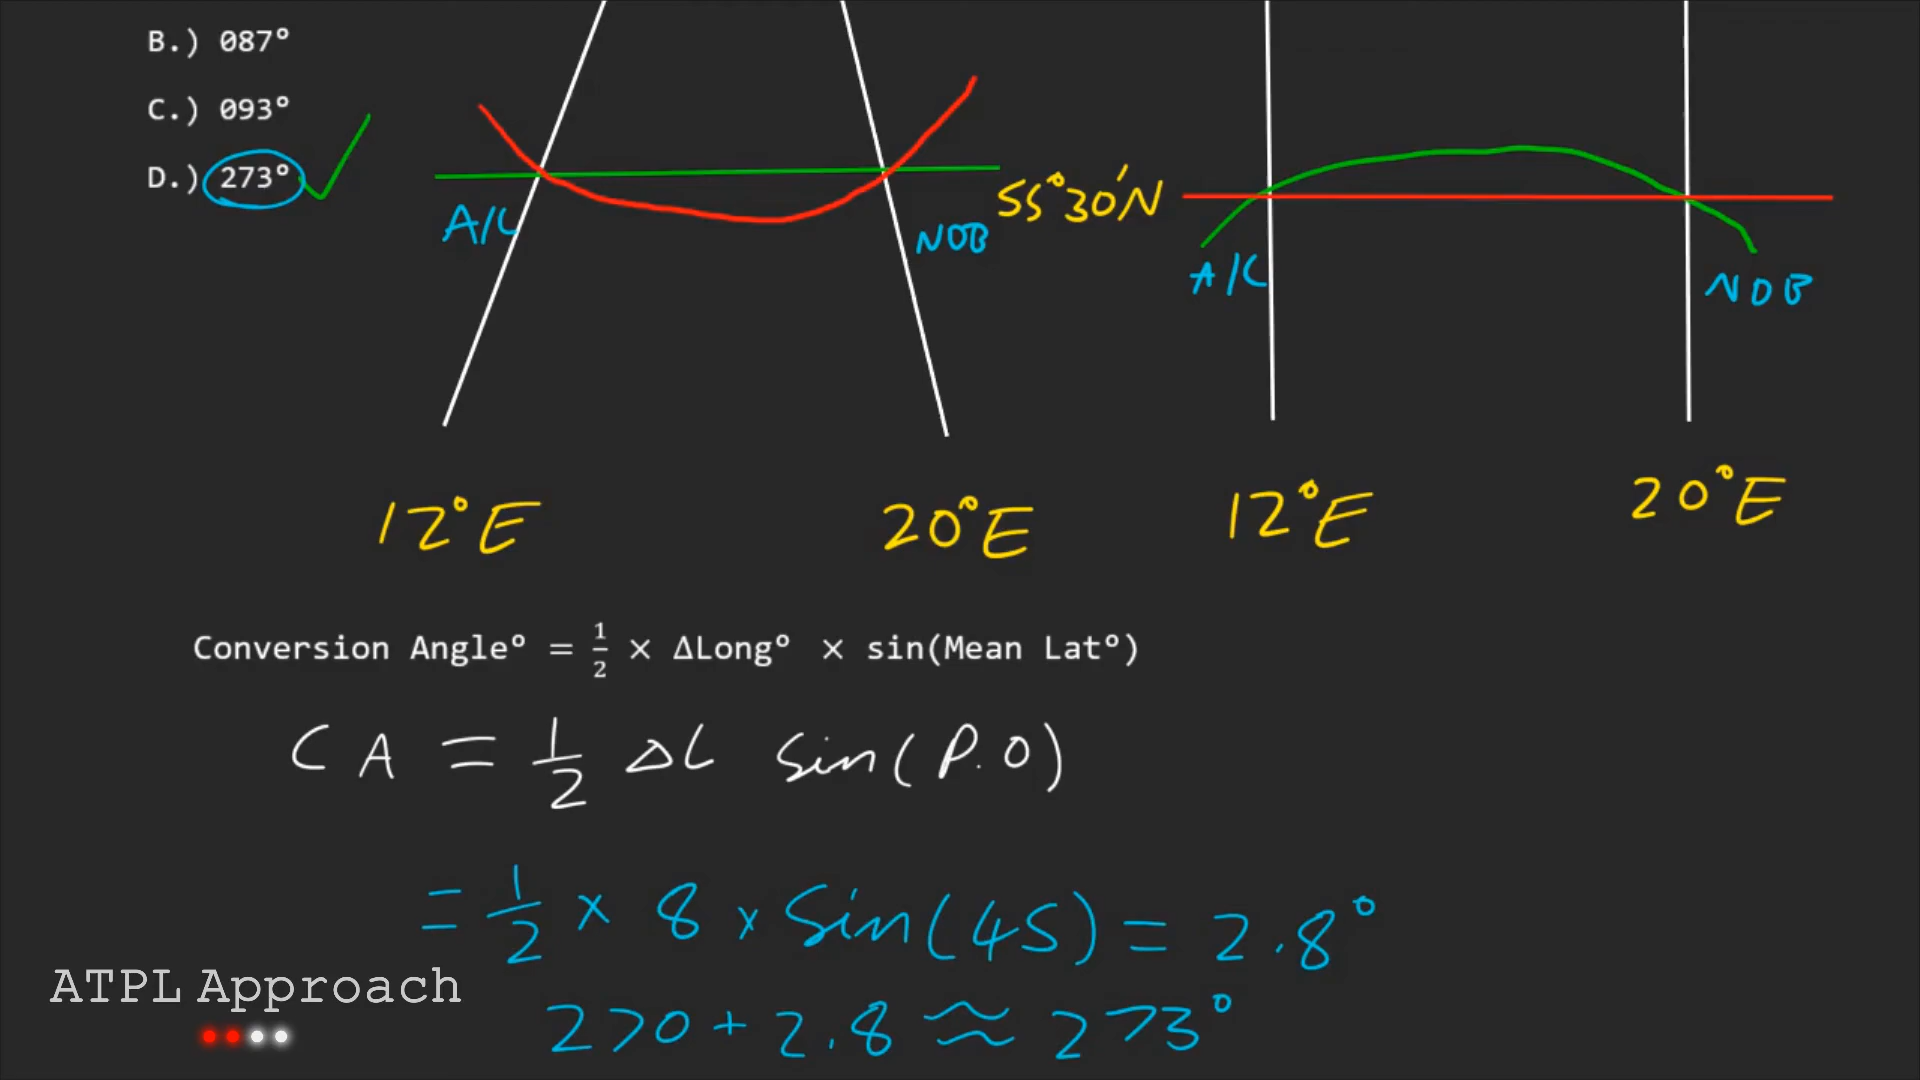 B.) 087°
C.) 093°
D.) 273°
A/C
NDB
55°30'N
A/C
NDB
12°E
20°E
12°E
20°E
Conversion Angle° = 1/2 × ΔLong° × sin(Mean Lat°)
CA = 1/2 ΔL sin(P.O)
= 1/2 × 8 × Sin(45) = 2.8°
270 + 2.8 ≈ 273°
ATPL Approach